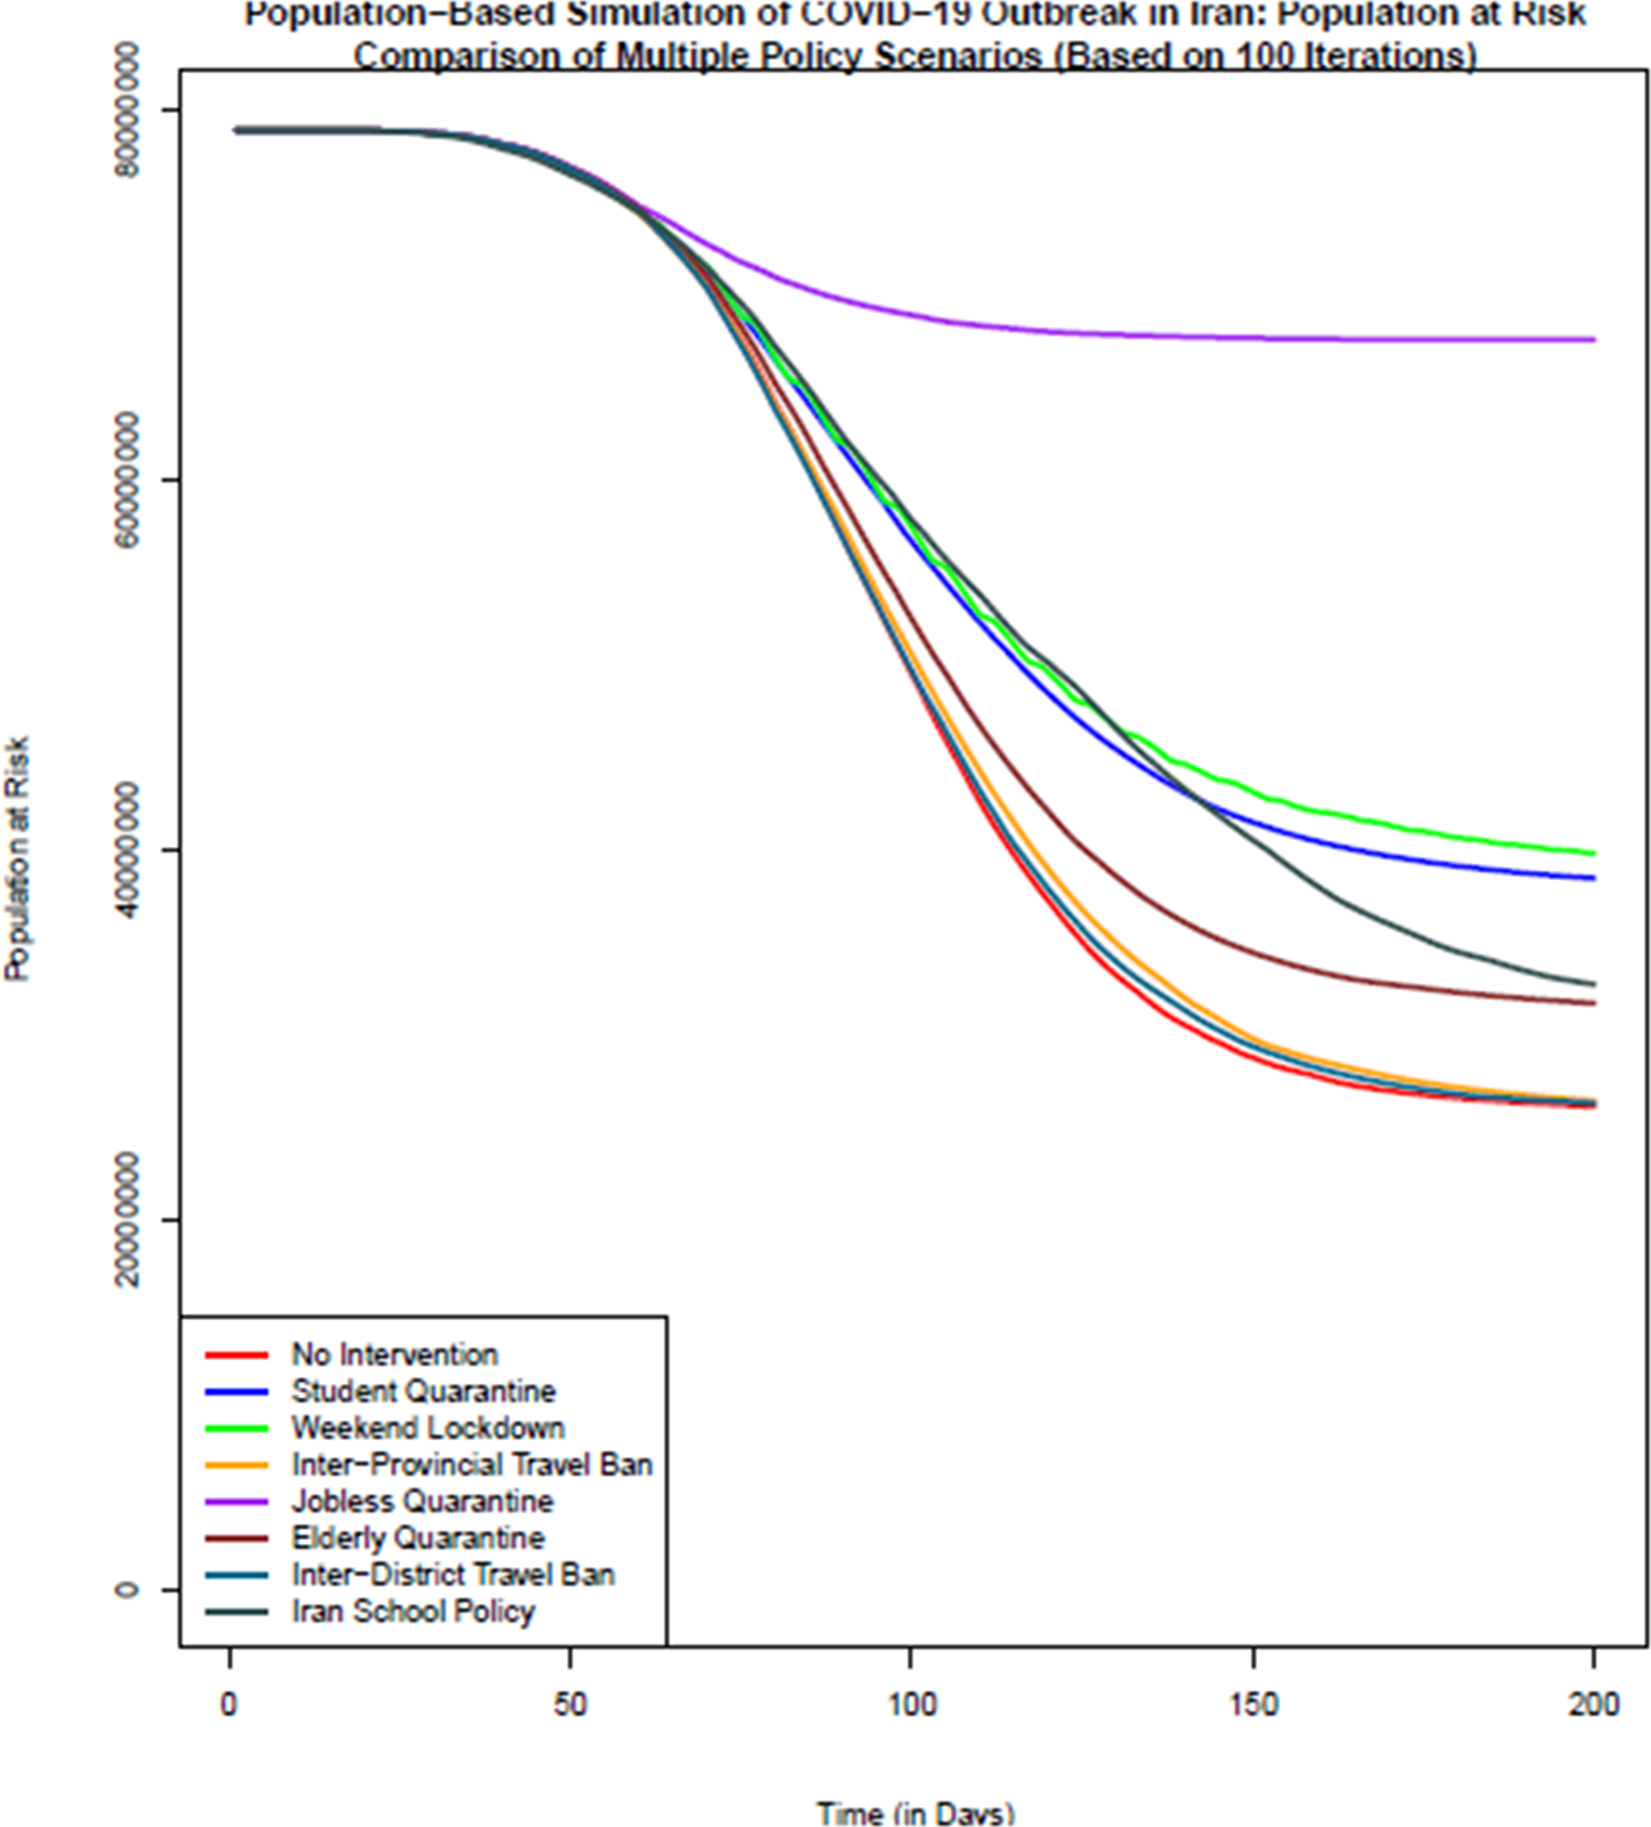 Population−Based Simulation of COVID−19 Outbreak in Iran: Population at Risk
Comparison of Multiple Policy Scenarios (Based on 100 Iterations)
80000000
60000000
40000000
20000000
0
Population at Risk
No Intervention
Student Quarantine
Weekend Lockdown
Inter−Provincial Travel Ban
Jobless Quarantine
Elderly Quarantine
Inter−District Travel Ban
Iran School Policy
0 50 100 150 200
Time (in Days)